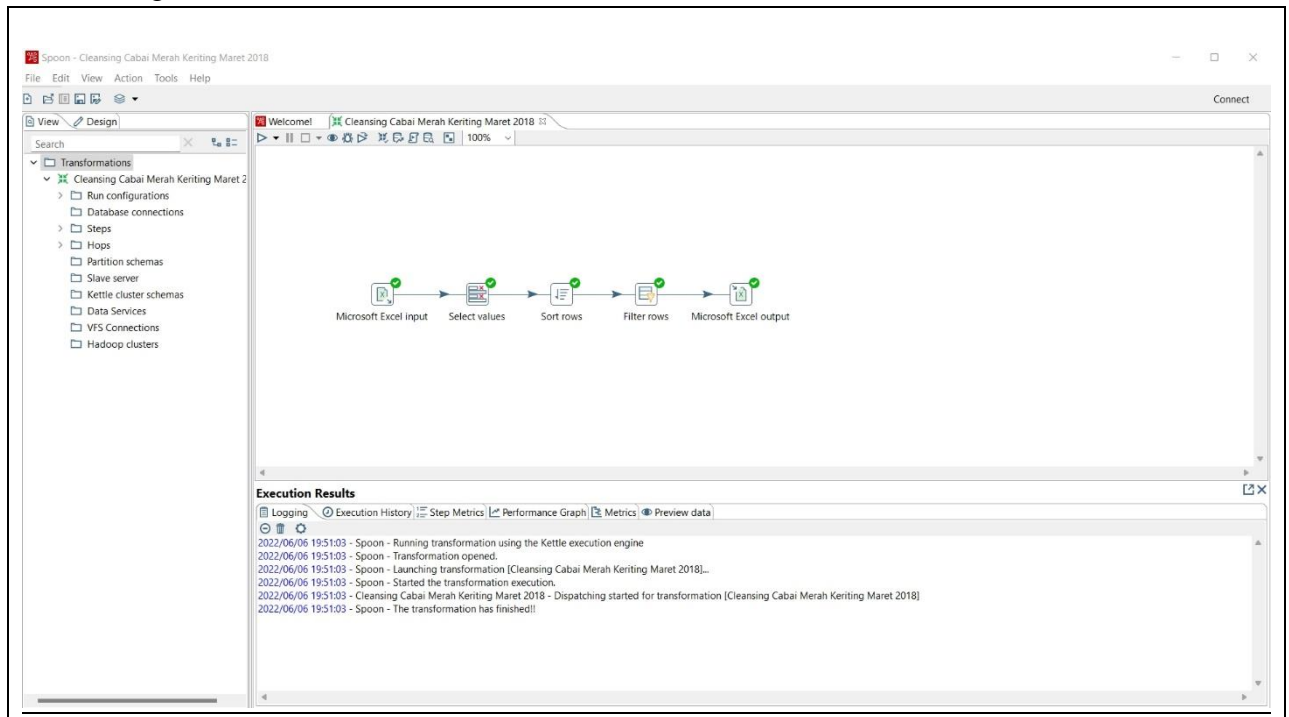 Spoon - Cleansing Cabai Merah Keriting Maret 2018
File Edit View Action Tools Help
Connect
View Design
Search
Transformations
Cleansing Cabai Merah Keriting Maret 2
Run configurations
Database connections
Steps
Hops
Partition schemas
Slave server
Kettle cluster schemas
Data Services
VFS Connections
Hadoop clusters
Welcome! Cleansing Cabai Merah Keriting Maret 2018
100%
Microsoft Excel input Select values Sort rows Filter rows Microsoft Excel output
Execution Results
Logging Execution History Step Metrics Performance Graph Metrics Preview data
2022/06/06 19:51:03 - Spoon - Running transformation using the Kettle execution engine
2022/06/06 19:51:03 - Spoon - Transformation opened.
2022/06/06 19:51:03 - Spoon - Launching transformation [Cleansing Cabai Merah Keriting Maret 2018]...
2022/06/06 19:51:03 - Spoon - Started the transformation execution.
2022/06/06 19:51:03 - Cleansing Cabai Merah Keriting Maret 2018 - Dispatching started for transformation [Cleansing Cabai Merah Keriting Maret 2018]
2022/06/06 19:51:03 - Spoon - The transformation has finished!!